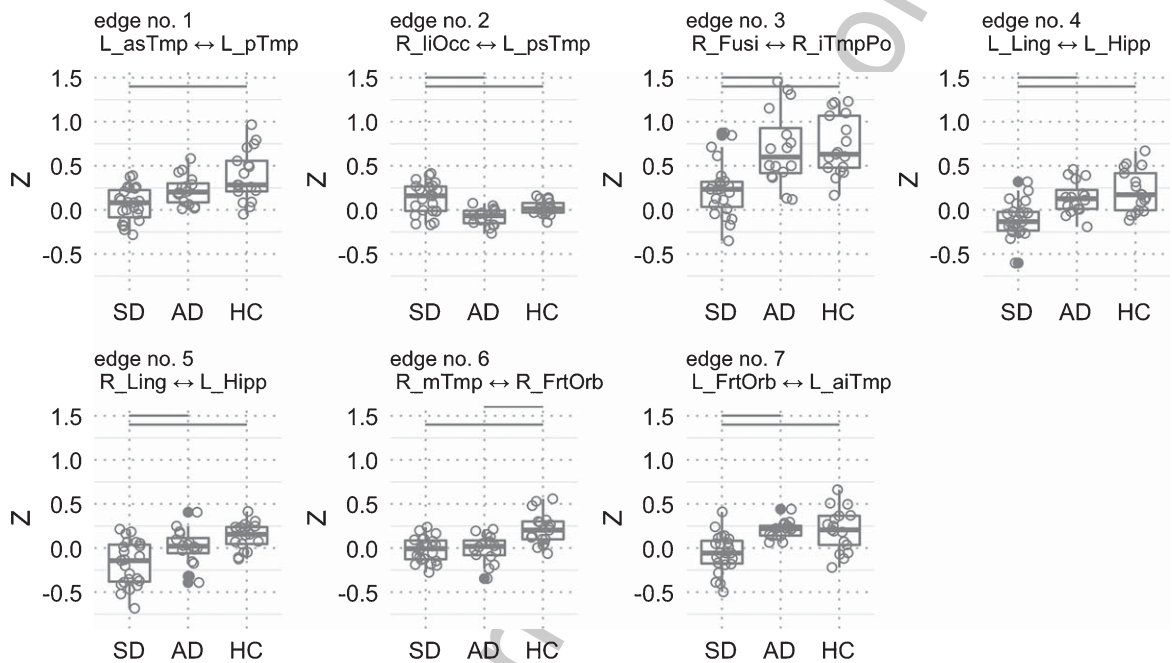 edge no. 1
L_asTmp ↔ L_pTmp
edge no. 2
R_liOcc ↔ L_psTmp
edge no. 3
R_Fusi ↔ R_iTmpPo
edge no. 4
L_Ling ↔ L_Hipp
1.5
1.0
0.5
0.0
-0.5
Z
SD AD HC
1.5
1.0
0.5
0.0
-0.5
Z
SD AD HC
1.5
1.0
0.5
0.0
-0.5
Z
SD AD HC
1.5
1.0
0.5
0.0
-0.5
Z
SD AD HC
edge no. 5
R_Ling ↔ L_Hipp
edge no. 6
R_mTmp ↔ R_FrtOrb
edge no. 7
L_FrtOrb ↔ L_aiTmp
1.5
1.0
0.5
0.0
-0.5
Z
SD AD HC
1.5
1.0
0.5
0.0
-0.5
Z
SD AD HC
1.5
1.0
0.5
0.0
-0.5
Z
SD AD HC